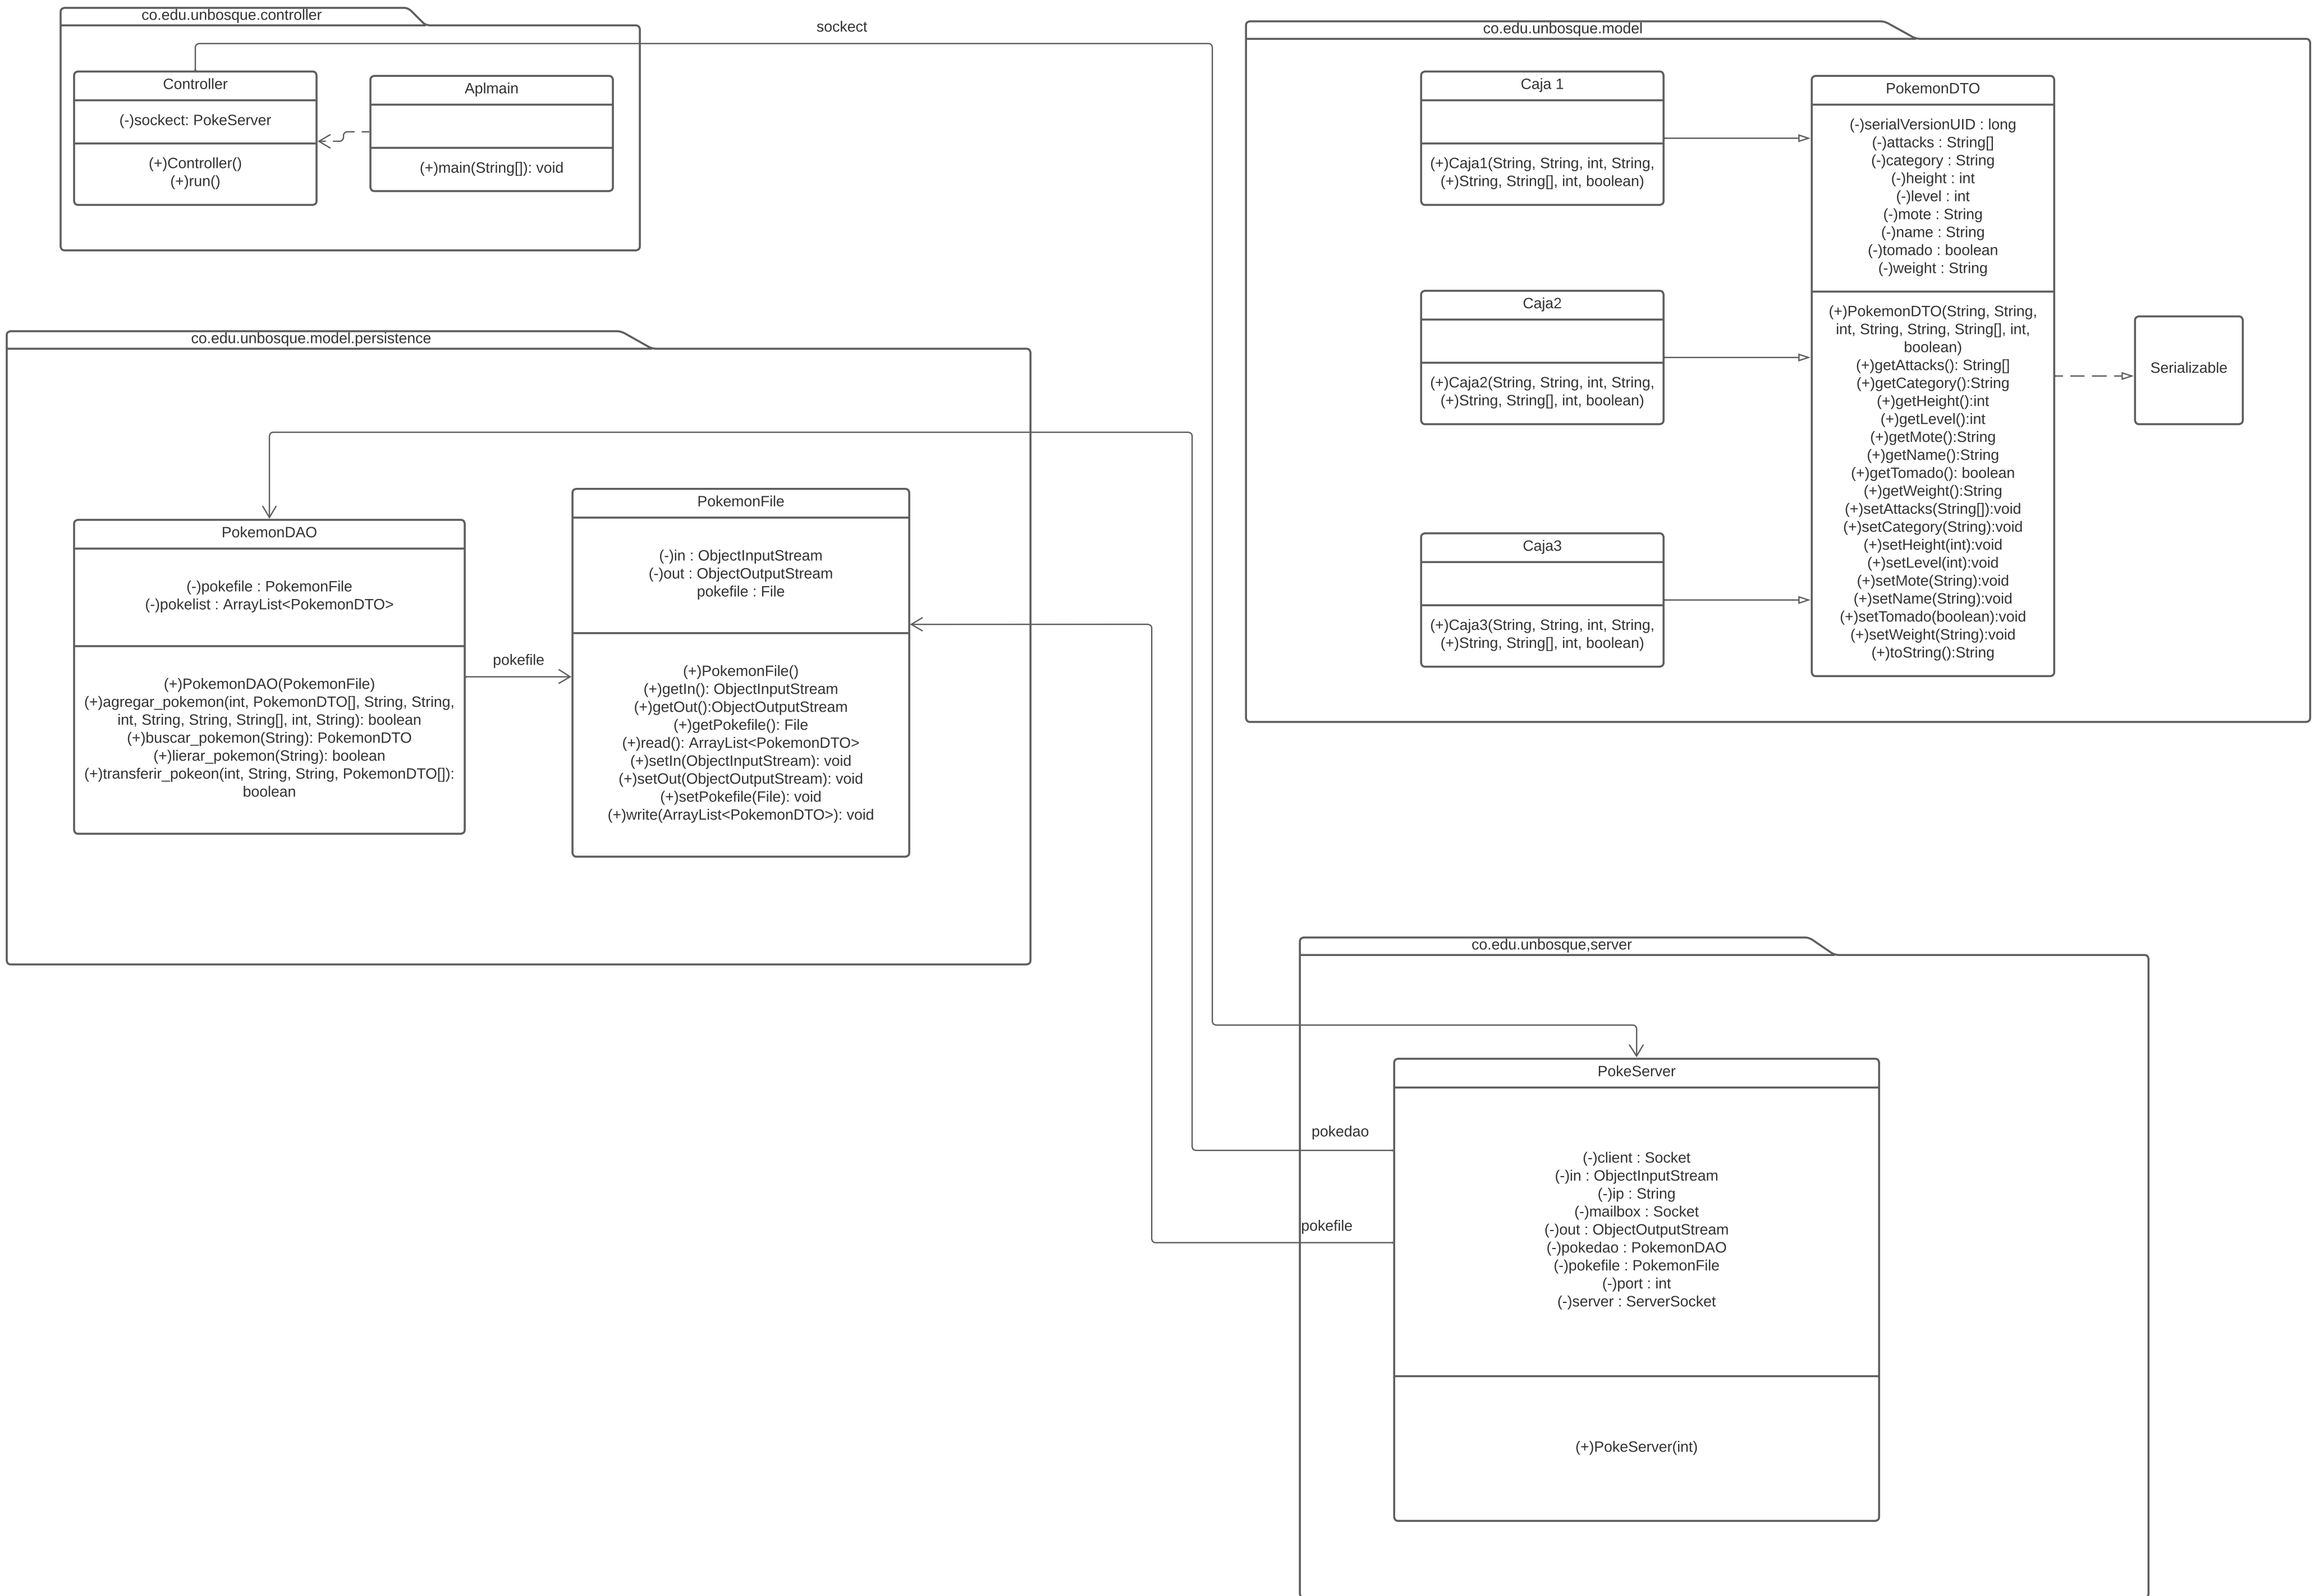 co.edu.unbosque.controller
sockect
Controller
(-)sockect: PokeServer
(+)Controller()
(+)run()
Aplmain
(+)main(String[]): void
co.edu.unbosque.model
Caja 1
(+)Caja1(String, String, int, String,
(+)String, String[], int, boolean)
Caja2
(+)Caja2(String, String, int, String,
(+)String, String[], int, boolean)
Caja3
(+)Caja3(String, String, int, String,
(+)String, String[], int, boolean)
PokemonDTO
(-)serialVersionUID : long
(-)attacks : String[]
(-)category : String
(-)height : int
(-)level : int
(-)mote : String
(-)name : String
(-)tomado : boolean
(-)weight : String
(+)PokemonDTO(String, String,
int, String, String, String[], int,
boolean)
(+)getAttacks(): String[]
(+)getCategory():String
(+)getHeight():int
(+)getLevel():int
(+)getMote():String
(+)getName():String
(+)getTomado(): boolean
(+)getWeight():String
(+)setAttacks(String[]):void
(+)setCategory(String):void
(+)setHeight(int):void
(+)setLevel(int):void
(+)setMote(String):void
(+)setName(String):void
(+)setTomado(boolean):void
(+)setWeight(String):void
(+)toString():String
Serializable
co.edu.unbosque.model.persistence
PokemonDAO
(-)pokefile : PokemonFile
(-)pokelist : ArrayList<PokemonDTO>
(+)PokemonDAO(PokemonFile)
(+)agregar_pokemon(int, PokemonDTO[], String, String,
int, String, String, String[], int, String): boolean
(+)buscar_pokemon(String): PokemonDTO
(+)lierar_pokemon(String): boolean
(+)transferir_pokeon(int, String, String, PokemonDTO[]):
boolean
pokefile
PokemonFile
(-)in : ObjectInputStream
(-)out : ObjectOutputStream
pokefile : File
(+)PokemonFile()
(+)getIn(): ObjectInputStream
(+)getOut():ObjectOutputStream
(+)getPokefile(): File
(+)read(): ArrayList<PokemonDTO>
(+)setIn(ObjectInputStream): void
(+)setOut(ObjectOutputStream): void
(+)setPokefile(File): void
(+)write(ArrayList<PokemonDTO>): void
co.edu.unbosque,server
pokedao
pokefile
PokeServer
(-)client : Socket
(-)in : ObjectInputStream
(-)ip : String
(-)mailbox : Socket
(-)out : ObjectOutputStream
(-)pokedao : PokemonDAO
(-)pokefile : PokemonFile
(-)port : int
(-)server : ServerSocket
(+)PokeServer(int)